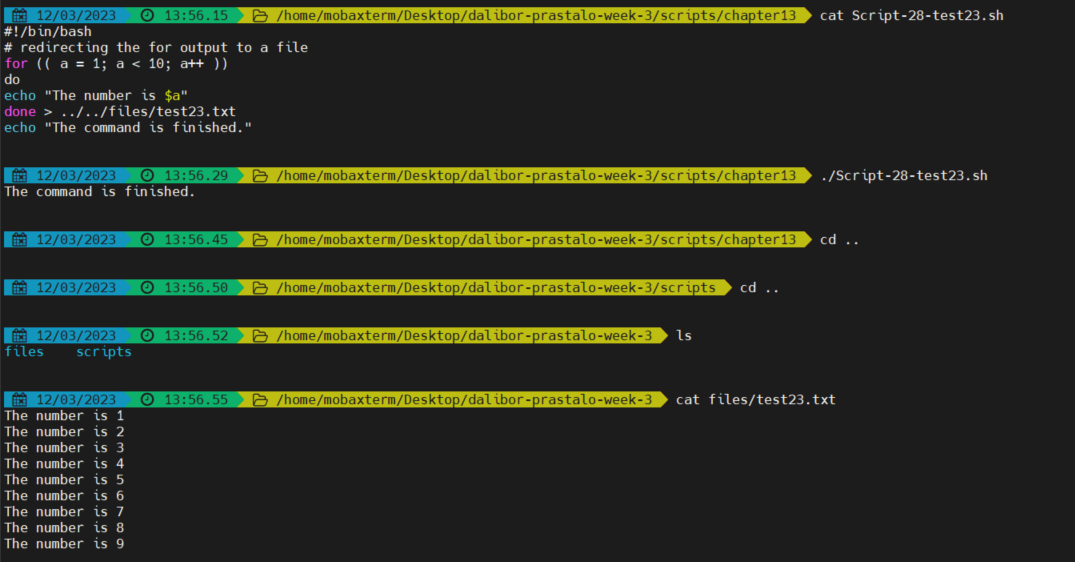 12/03/2023 13:56.15 /home/mobaxterm/Desktop/dalibor-prastalo-week-3/scripts/chapter13 cat Script-28-test23.sh
#!/bin/bash
# redirecting the for output to a file
for (( a = 1; a < 10; a++ ))
do
echo "The number is $a"
done > ../../files/test23.txt
echo "The command is finished."
12/03/2023 13:56.29 /home/mobaxterm/Desktop/dalibor-prastalo-week-3/scripts/chapter13 ./Script-28-test23.sh
The command is finished.
12/03/2023 13:56.45 /home/mobaxterm/Desktop/dalibor-prastalo-week-3/scripts/chapter13 cd ..
12/03/2023 13:56.50 /home/mobaxterm/Desktop/dalibor-prastalo-week-3/scripts cd ..
12/03/2023 13:56.52 /home/mobaxterm/Desktop/dalibor-prastalo-week-3 ls
files scripts
12/03/2023 13:56.55 /home/mobaxterm/Desktop/dalibor-prastalo-week-3 cat files/test23.txt
The number is 1
The number is 2
The number is 3
The number is 4
The number is 5
The number is 6
The number is 7
The number is 8
The number is 9